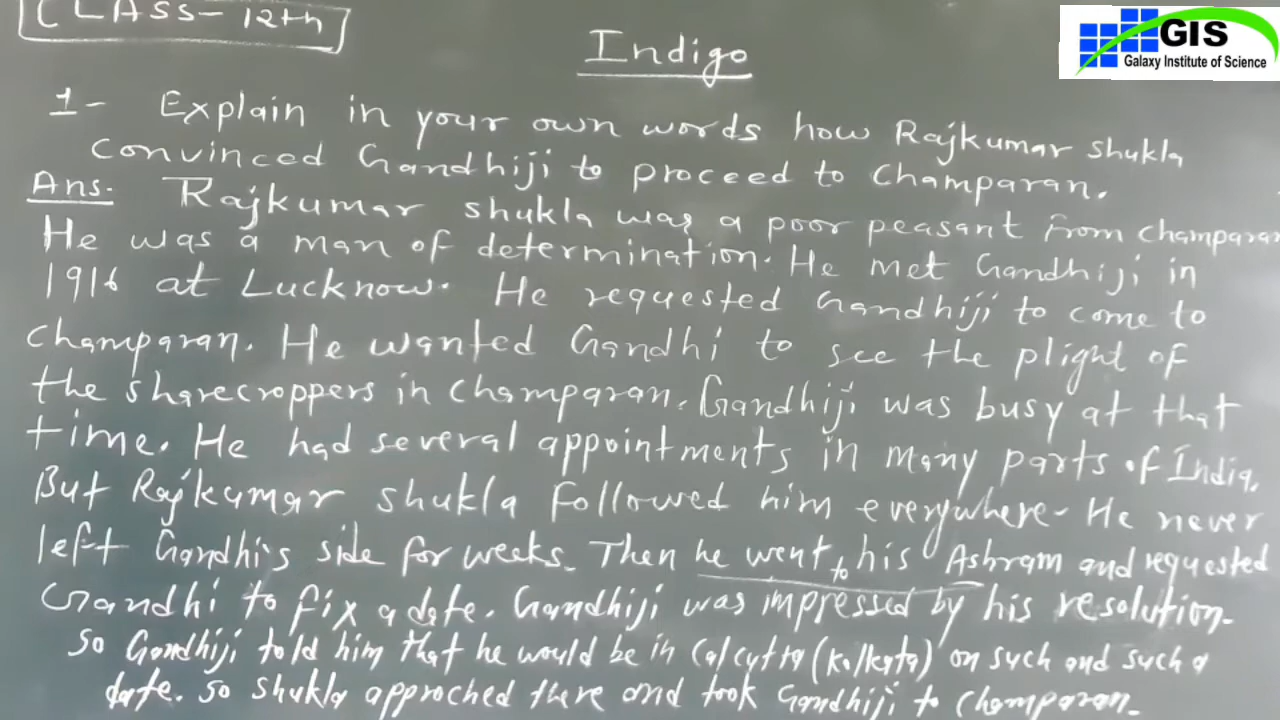 CLASS-12th
GIS
Galaxy Institute of Science
Indigo
1- Explain in your own words how Rajkumar shukla
convinced Gandhiji to proceed to Champaran.
Ans. Rajkumar shukla was a poor peasant from champaran
He was a man of determination. He met Gandhiji in
1916 at Lucknow. He requested Gandhiji to come to
champaran. He wanted Gandhi to see the plight of
the sharecroppers in champaran. Gandhiji was busy at that
time. He had several appointments in many parts of India.
But Rajkumar shukla followed him everywhere- He never
left Gandhi's side for weeks. Then he went to his Ashram and requested
Gandhi to fix a date. Gandhiji was impressed by his resolution.
So Gandhiji told him that he would be in Calcutta (Kolkata) on such and such a
date. So shukla approched there and took Gandhiji to Champaran.